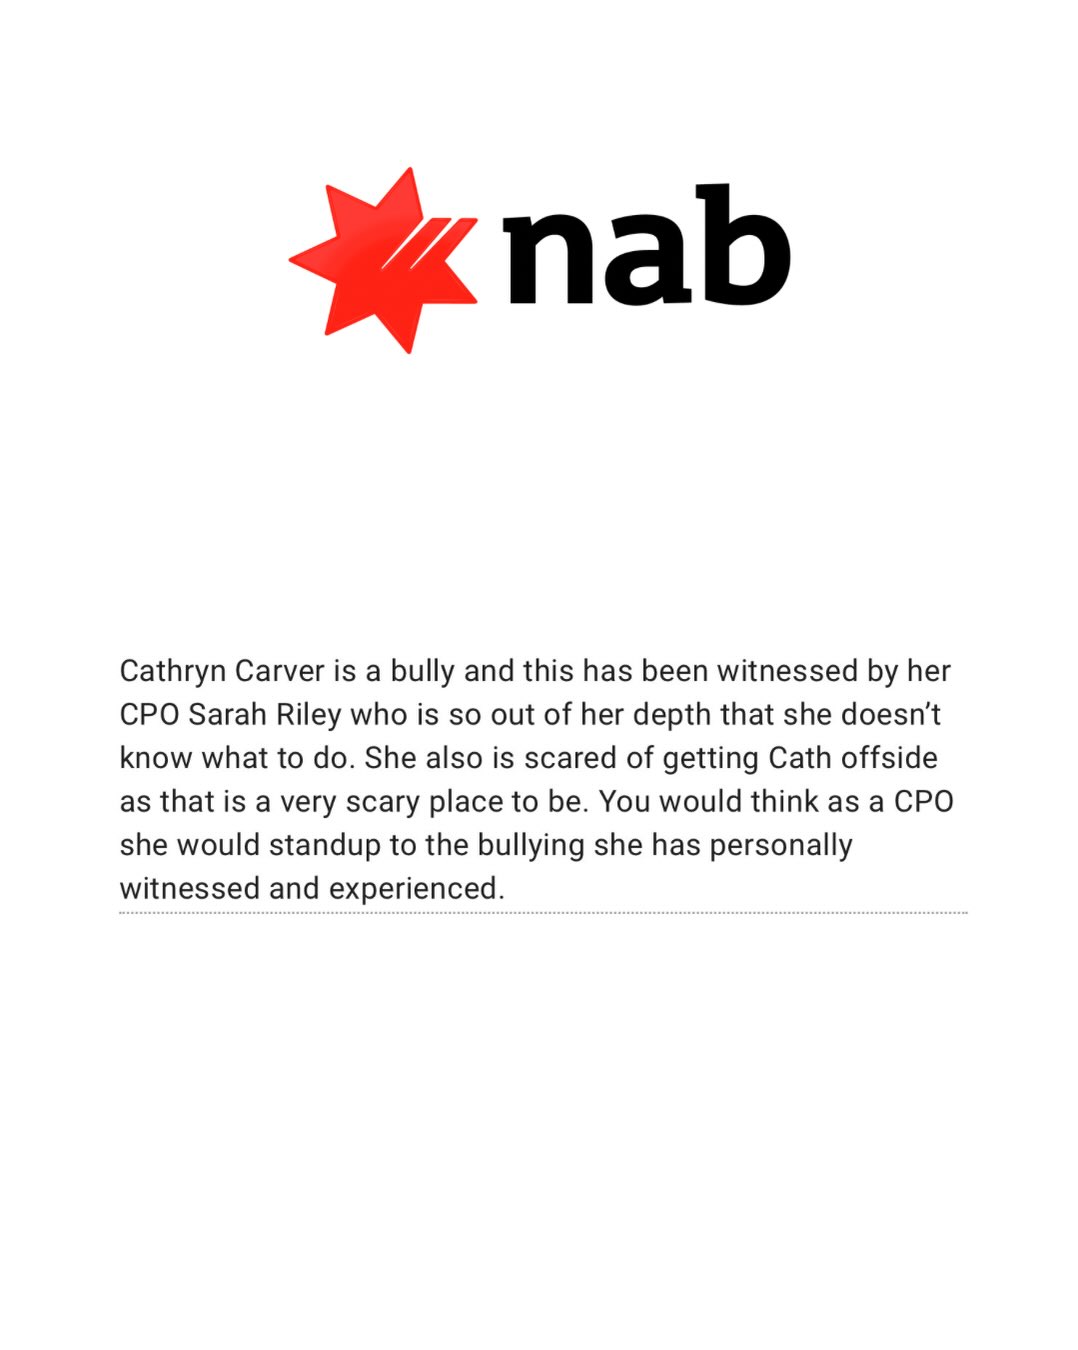 nab
Cathryn Carver is a bully and this has been witnessed by her
CPO Sarah Riley who is so out of her depth that she doesn’t
know what to do. She also is scared of getting Cath offside
as that is a very scary place to be. You would think as a CPO
she would standup to the bullying she has personally
witnessed and experienced.